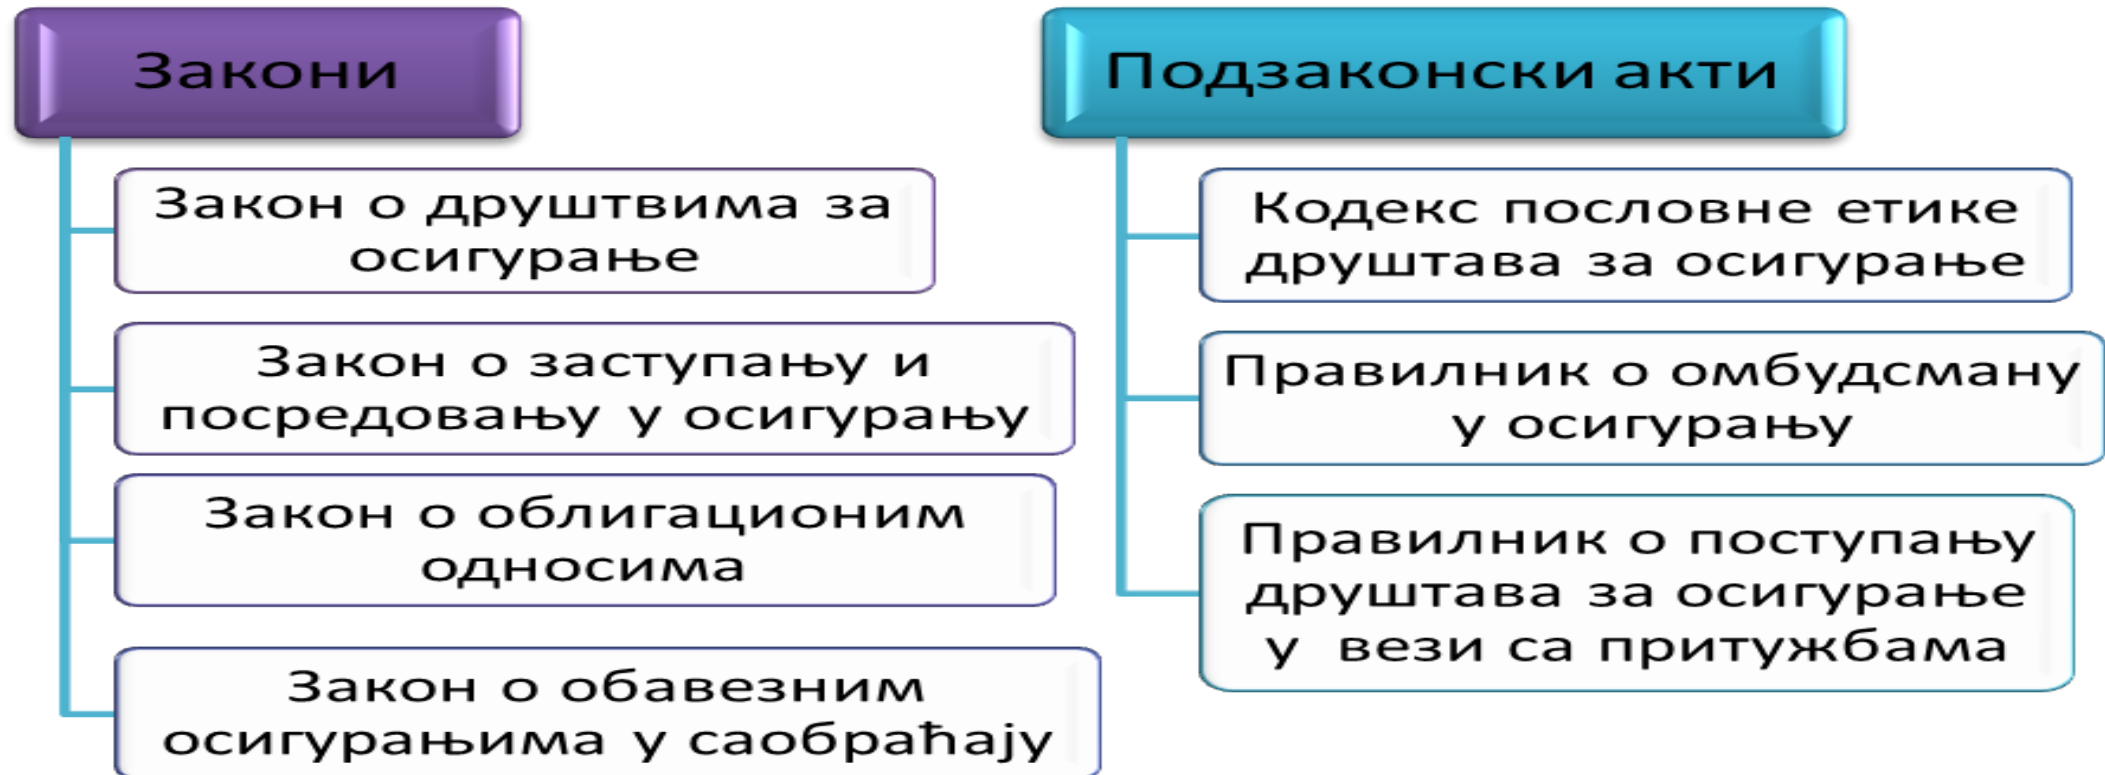 Закони
Закон о друштвима за
осигурање
Закон о заступању и
посредовању у осигурању
Закон о облигационим
односима
Закон о обавезним
осигурањима у саобраћају
Подзаконски акти
Кодекс пословне етике
друштава за осигурање
Правилник о омбудсману
у осигурању
Правилник о поступању
друштава за осигурање
у вези са притужбама